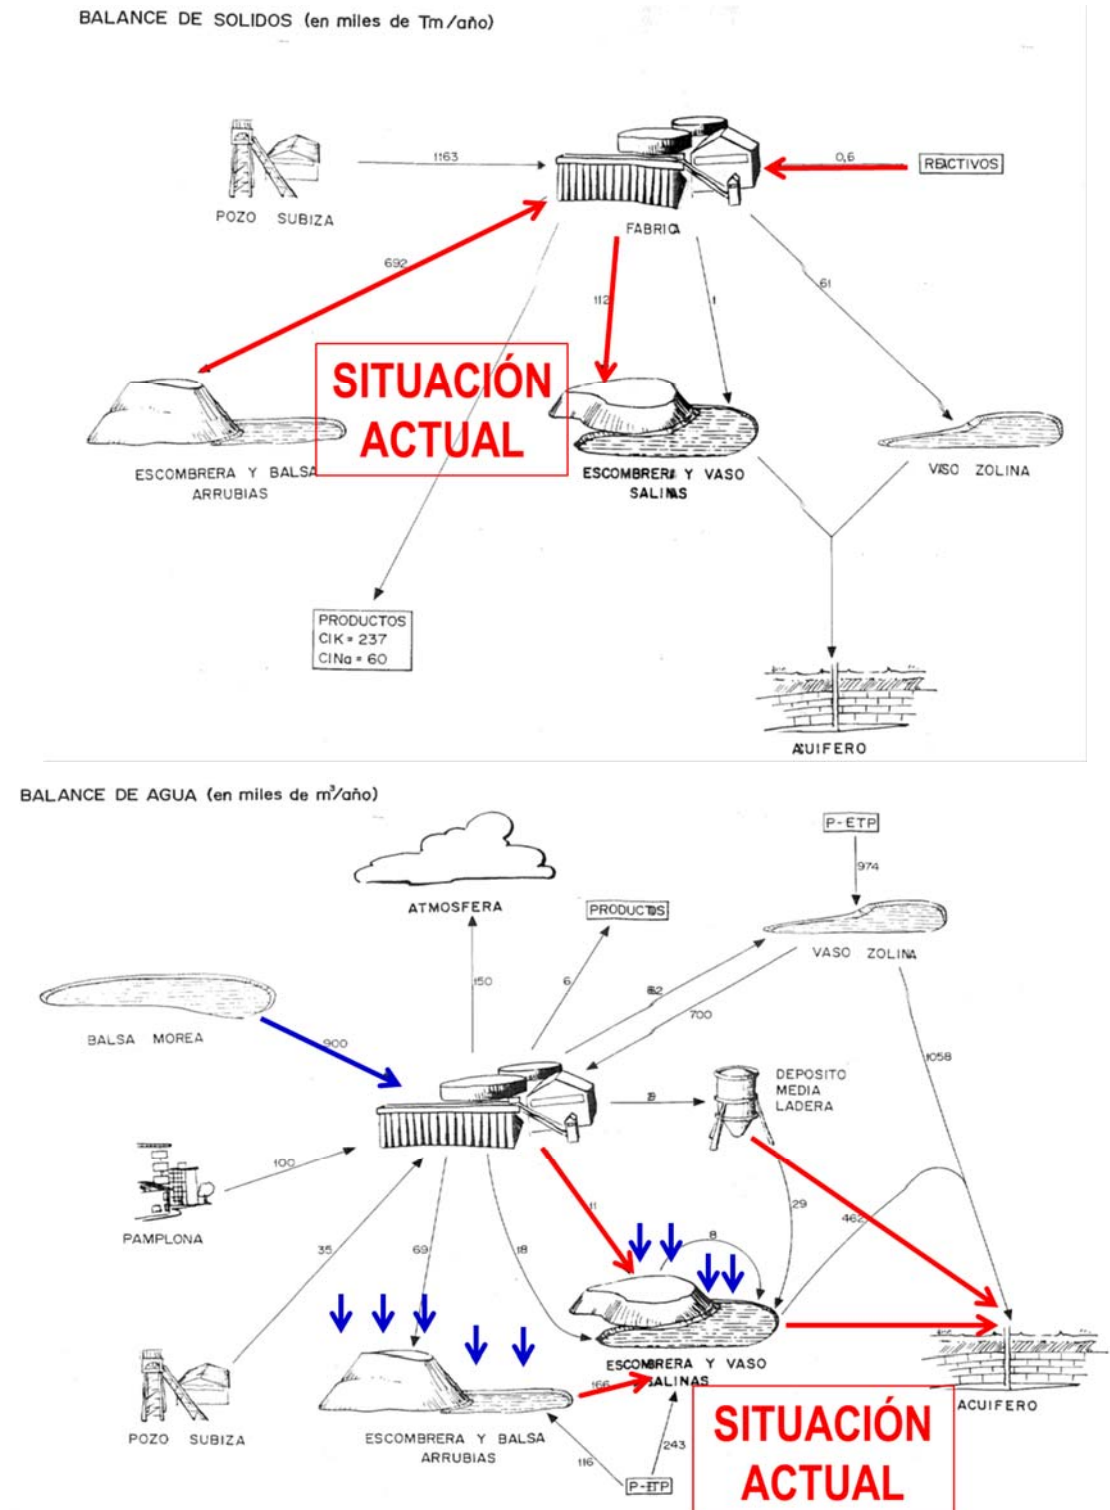 BALANCE DE SOLIDOS (en miles de Tm/año)
1163
0,6
REACTIVOS
POZO SUBIZA
FABRICA
692
112
1
61
SITUACIÓN
ACTUAL
ESCOMBRERA Y BALSA
ARRUBIAS
ESCOMBRERA Y VASO
SALINAS
VASO ZOLINA
PRODUCTOS
ClK = 237
ClNa = 60
ACUIFERO
BALANCE DE AGUA (en miles de m³/año)
P-ETP
974
ATMOSFERA
PRODUCTOS
VASO ZOLINA
150
6
700
BALSA MOREA
900
1058
DEPOSITO
MEDIA
LADERA
100
PAMPLONA
35
69
18
11
8
29
462
ESCOMBRERA Y VASO
SALINAS
166
ACUIFERO
POZO SUBIZA
ESCOMBRERA Y BALSA
ARRUBIAS
116
243
P-ETP
SITUACIÓN
ACTUAL